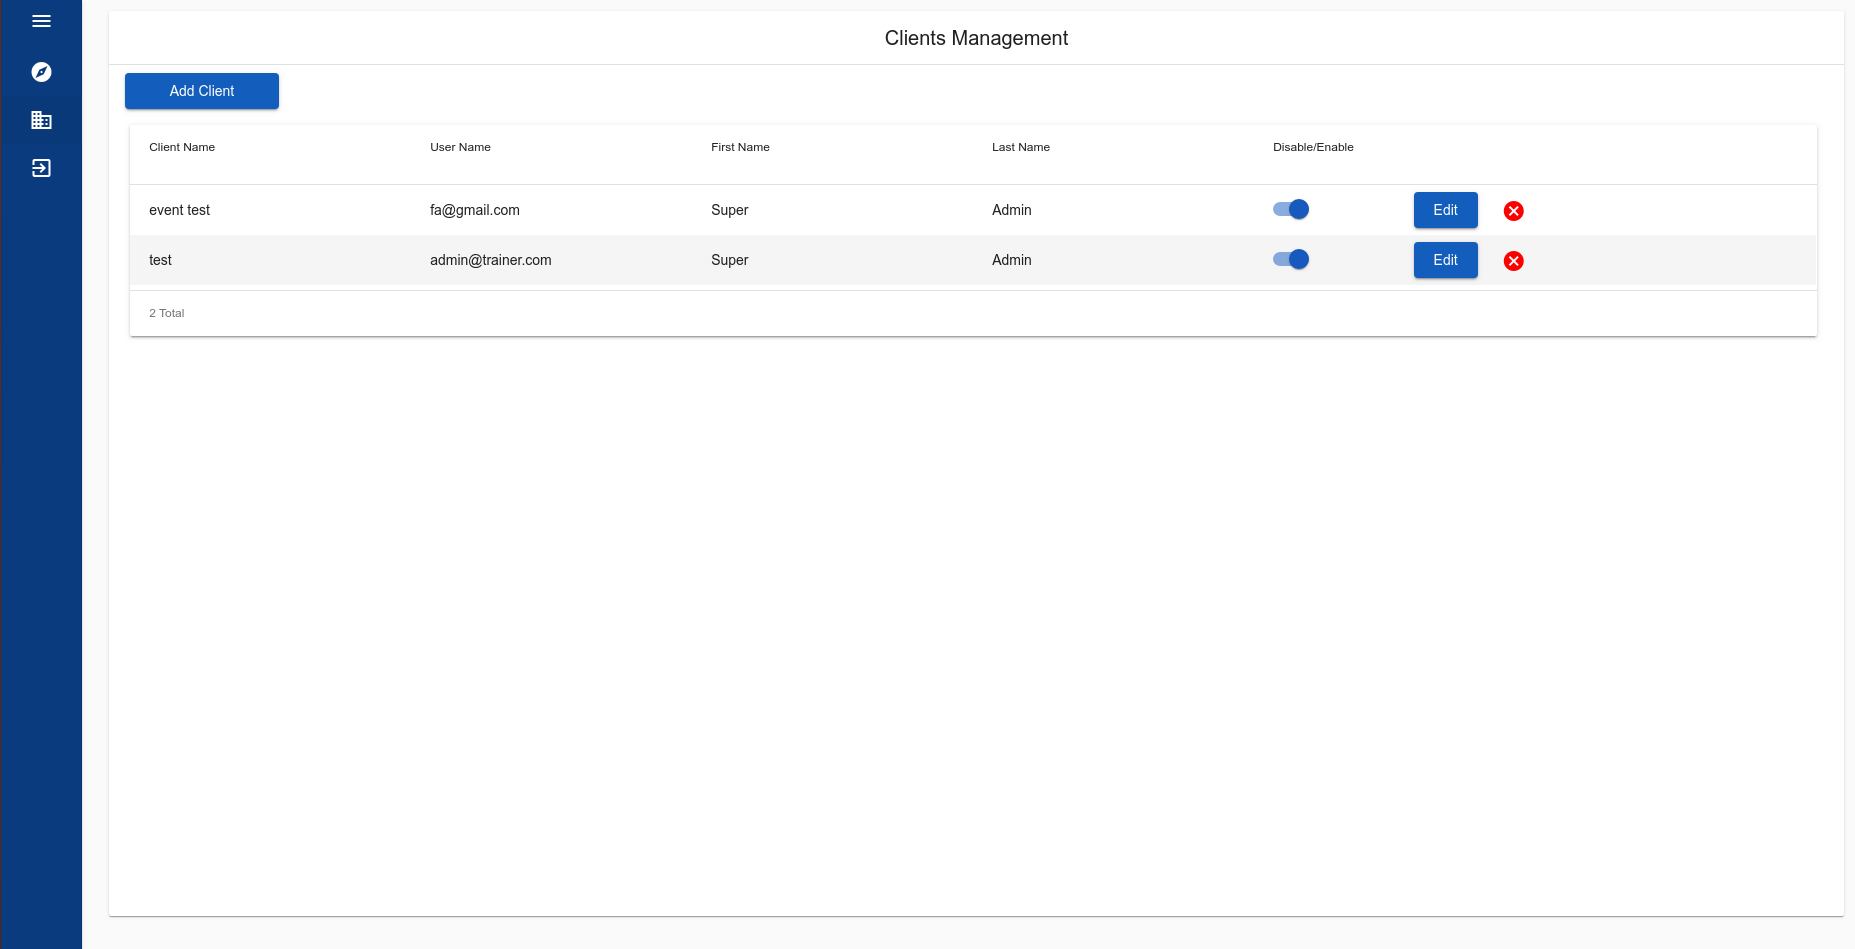 Clients Management
Add Client
Client Name User Name First Name Last Name Disable/Enable
event test fa@gmail.com Super Admin Edit
test admin@trainer.com Super Admin Edit
2 Total